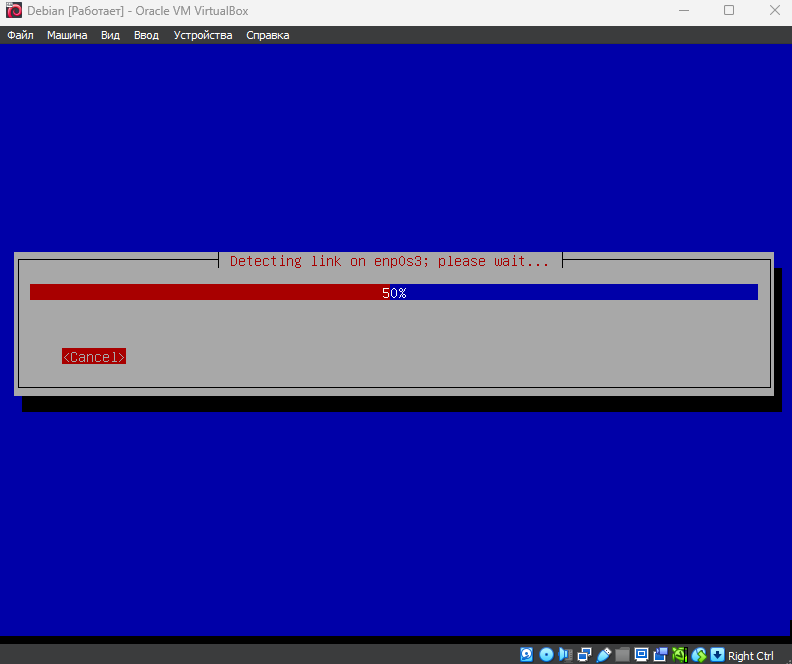 Debian [Работает] - Oracle VM VirtualBox
Файл Машина Вид Ввод Устройства Справка
Detecting link on enp0s3; please wait...
50%
<Cancel>
Right Ctrl